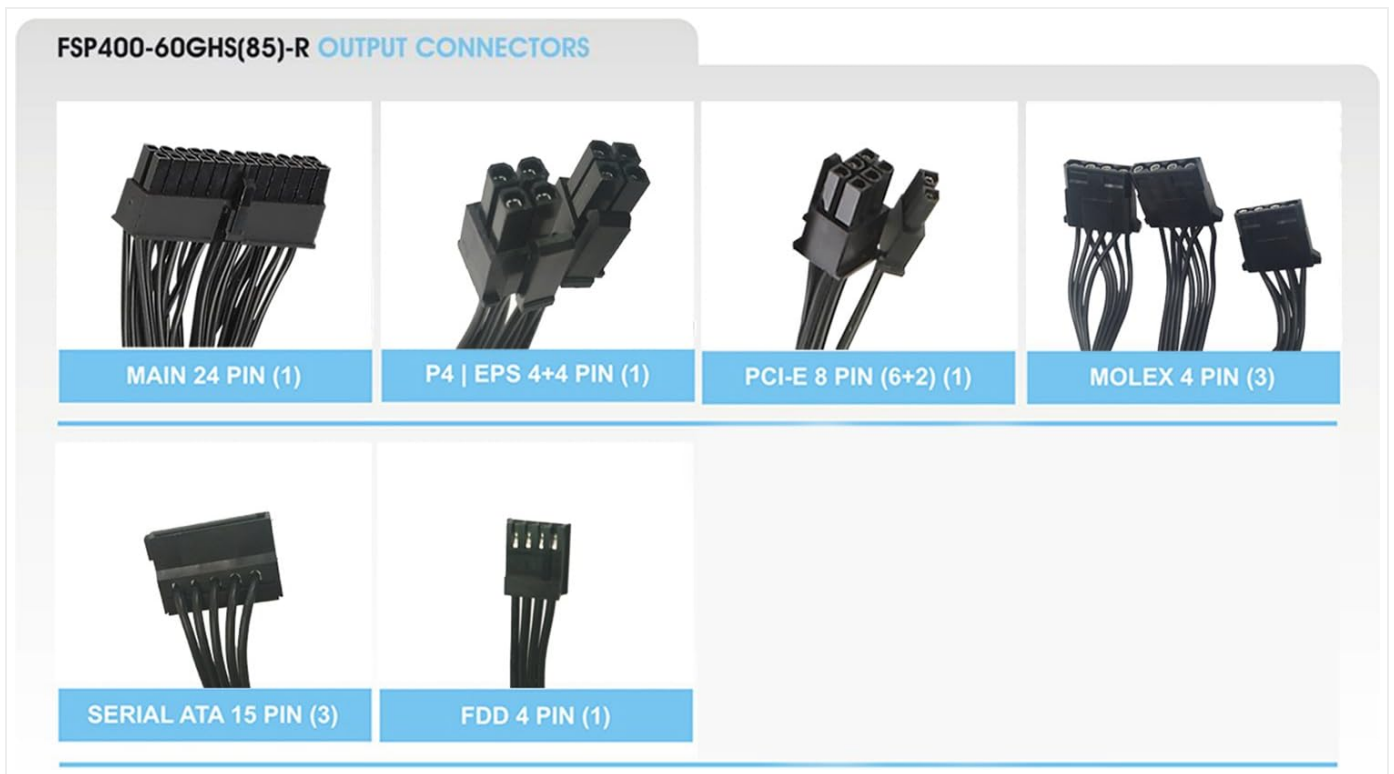 FSP400-60GHS(85)-R OUTPUT CONNECTORS
MAIN 24 PIN (1)
P4 | EPS 4+4 PIN (1)
PCI-E 8 PIN (6+2) (1)
MOLEX 4 PIN (3)
SERIAL ATA 15 PIN (3)
FDD 4 PIN (1)